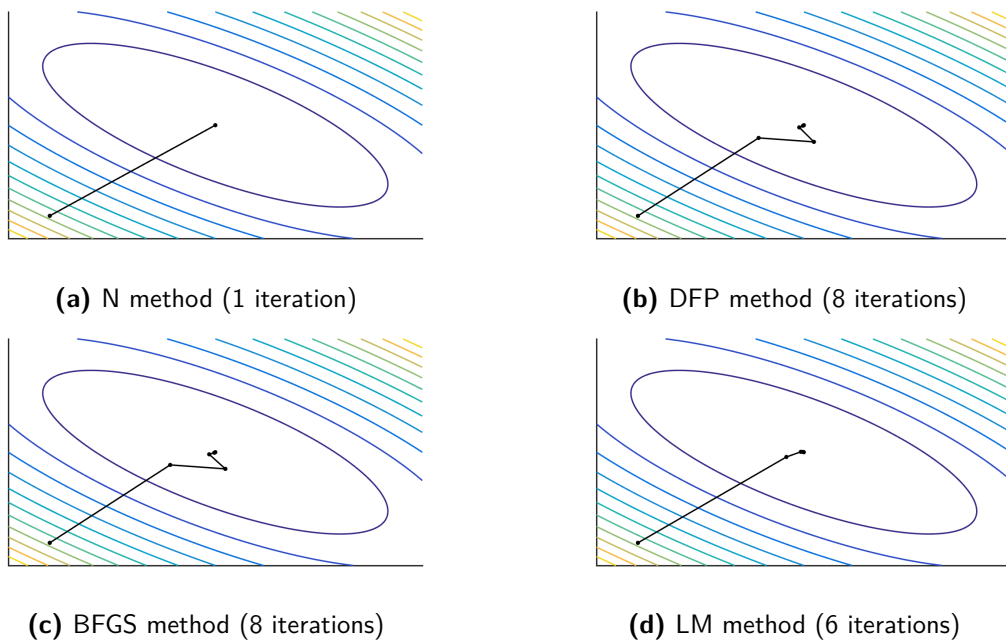 (a) N method (1 iteration)
(b) DFP method (8 iterations)
(c) BFGS method (8 iterations)
(d) LM method (6 iterations)